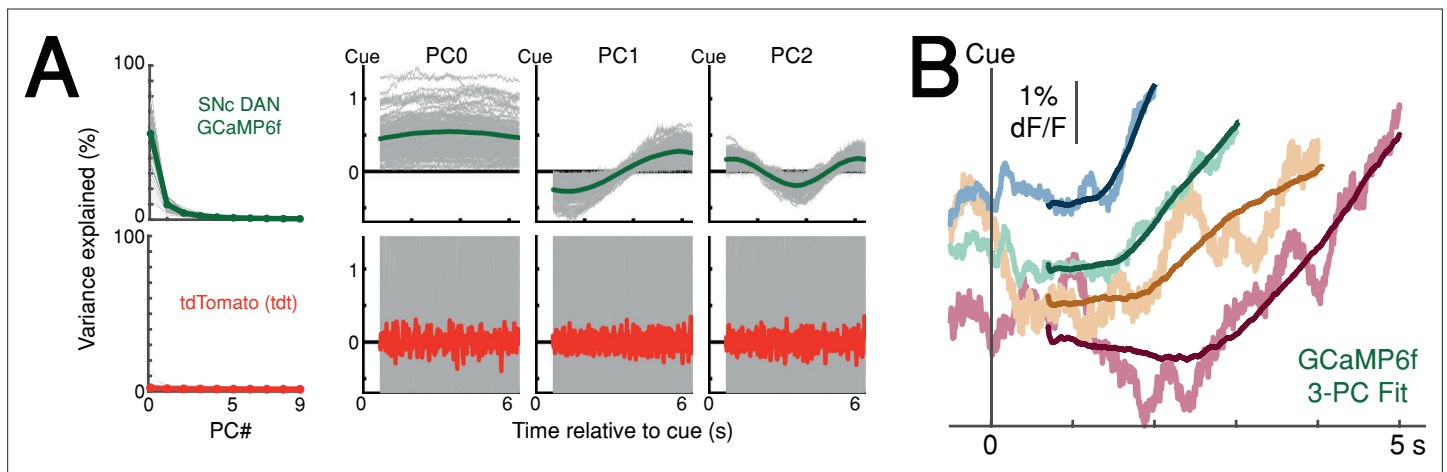 A
Variance explained (%)
100
0
SNc DAN
GCaMP6f
100
0
tdTomato (tdt)
0
5
9
PC#
Cue
PC0
Cue
PC1
Cue
PC2
1
0
1
0
0
6
0
6
0
6
Time relative to cue (s)
B
Cue
1%
dF/F
GCaMP6f
3-PC Fit
0
5 s